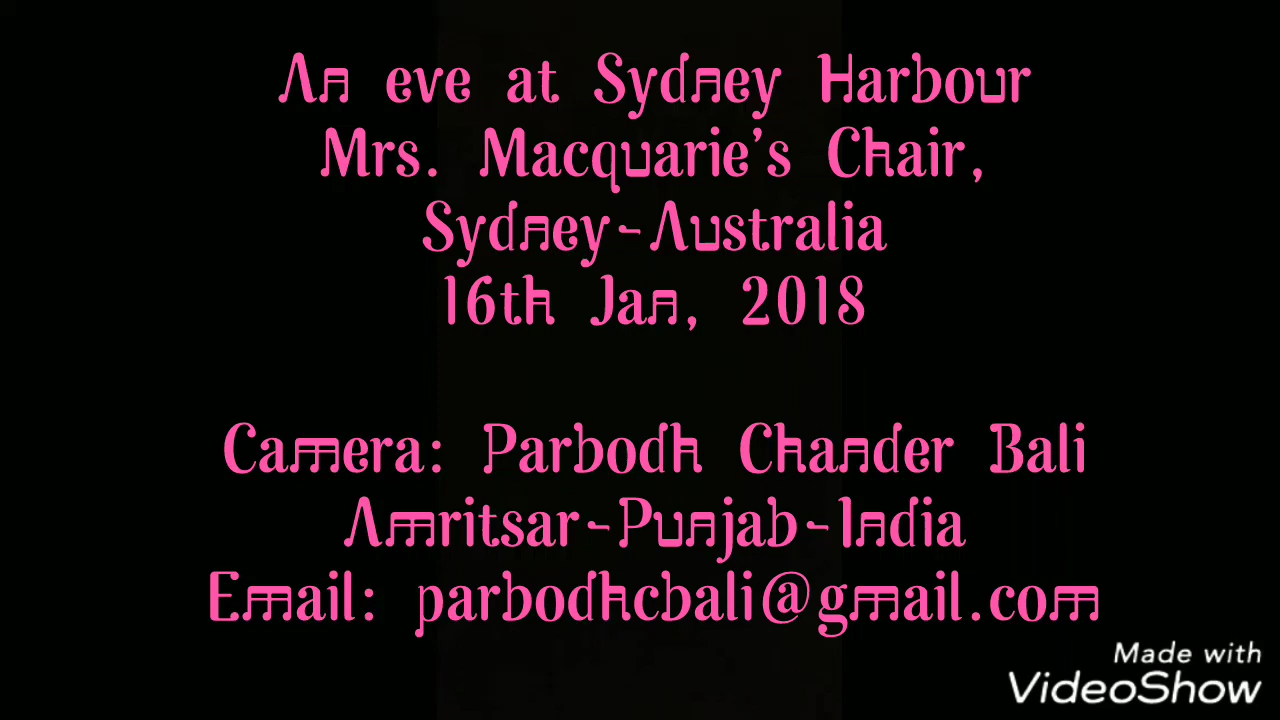 An eve at Sydney Harbour
Mrs. Macquarie's Chair,
Sydney-Australia
16th Jan, 2018
Camera: Parbodh Chander Bali
Amritsar-Punjab-India
Email: parbodhcbali@gmail.com
Made with
VideoShow